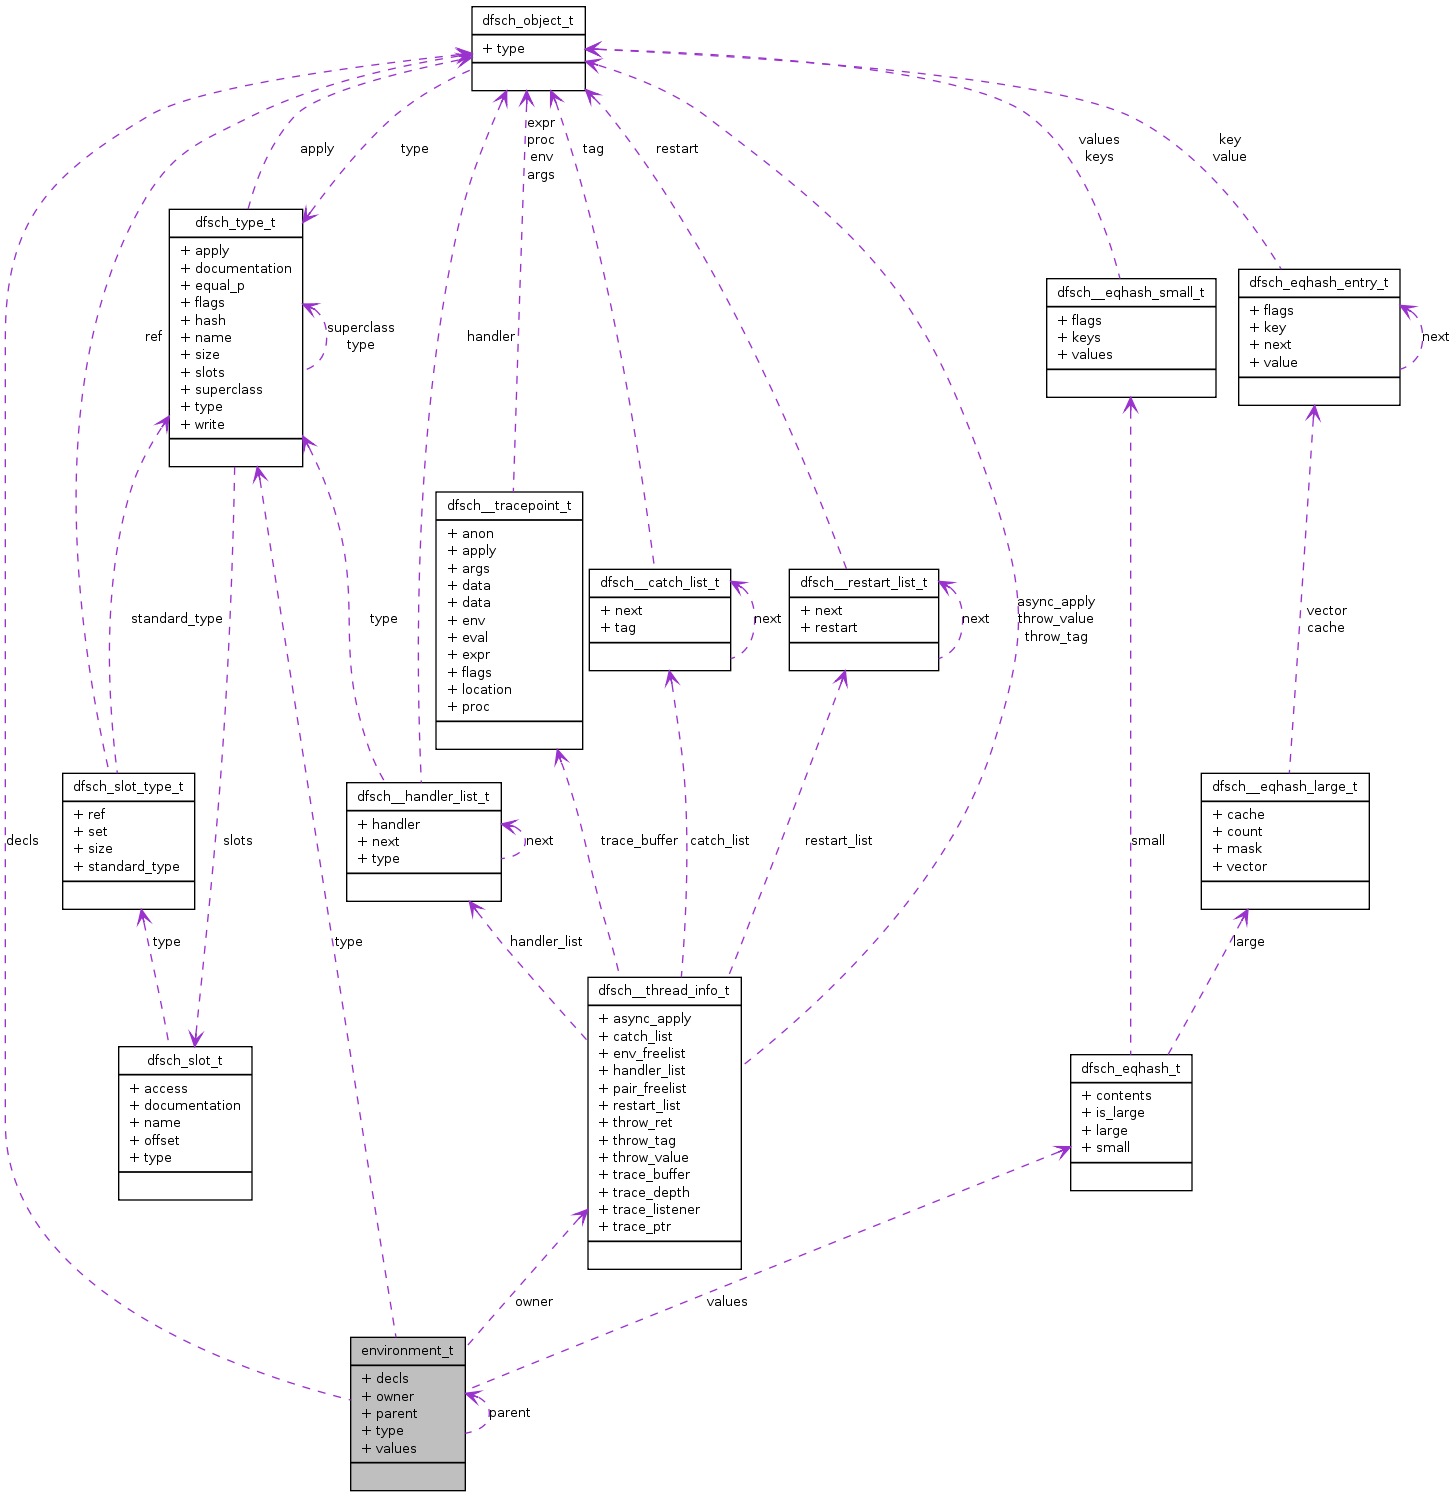 dfsch_object_t
+ type
expr
proc
env
args
apply
type
tag
restart
values
keys
key
value
dfsch_type_t
+ apply
+ documentation
+ equal_p
+ flags
+ hash
+ name
+ size
+ slots
+ superclass
+ type
+ write
superclass
type
ref
handler
dfsch__eqhash_small_t
+ flags
+ keys
+ values
dfsch_eqhash_entry_t
+ flags
+ key
+ next
+ value
next
dfsch__tracepoint_t
+ anon
+ apply
+ args
+ data
+ data
+ env
+ eval
+ expr
+ flags
+ location
+ proc
dfsch__catch_list_t
+ next
+ tag
next
dfsch__restart_list_t
+ next
+ restart
next
async_apply
throw_value
throw_tag
standard_type
type
vector
cache
dfsch_slot_type_t
+ ref
+ set
+ size
+ standard_type
dfsch__handler_list_t
+ handler
+ next
+ type
next
dfsch__eqhash_large_t
+ cache
+ count
+ mask
+ vector
decls
slots
trace_buffer
catch_list
restart_list
small
type
type
handler_list
large
dfsch_slot_t
+ access
+ documentation
+ name
+ offset
+ type
dfsch__thread_info_t
+ async_apply
+ catch_list
+ env_freelist
+ handler_list
+ pair_freelist
+ restart_list
+ throw_ret
+ throw_tag
+ throw_value
+ trace_buffer
+ trace_depth
+ trace_listener
+ trace_ptr
dfsch_eqhash_t
+ contents
+ is_large
+ large
+ small
owner
values
environment_t
+ decls
+ owner
+ parent
+ type
+ values
parent